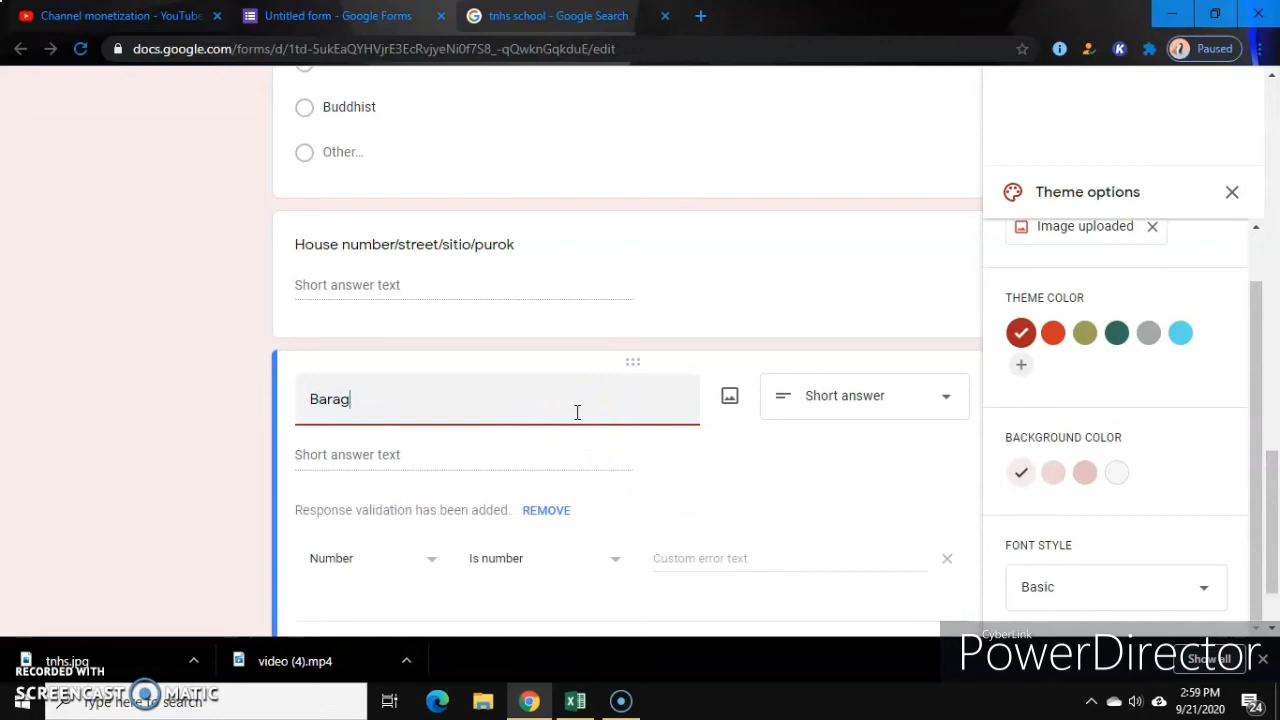 Channel monetization - YouTube
Untitled form - Google Forms
tnhs school - Google Search
docs.google.com/forms/d/1td-5ukEaQYHVjrE3EcRvjyeNi0f7S8_-qQwknGqkduE/edit
Paused
Buddhist
Other...
Theme options
Image uploaded
House number/street/sitio/purok
Short answer text
THEME COLOR
Barag
Short answer
Short answer text
BACKGROUND COLOR
Response validation has been added. REMOVE
Number
Is number
Custom error text
FONT STYLE
Basic
CyberLink
PowerDirector
Show all
tnhs.jpg
video (4).mp4
RECORDED WITH
SCREENCAST MATIC
Type here to search
2:59 PM
9/21/2020
24